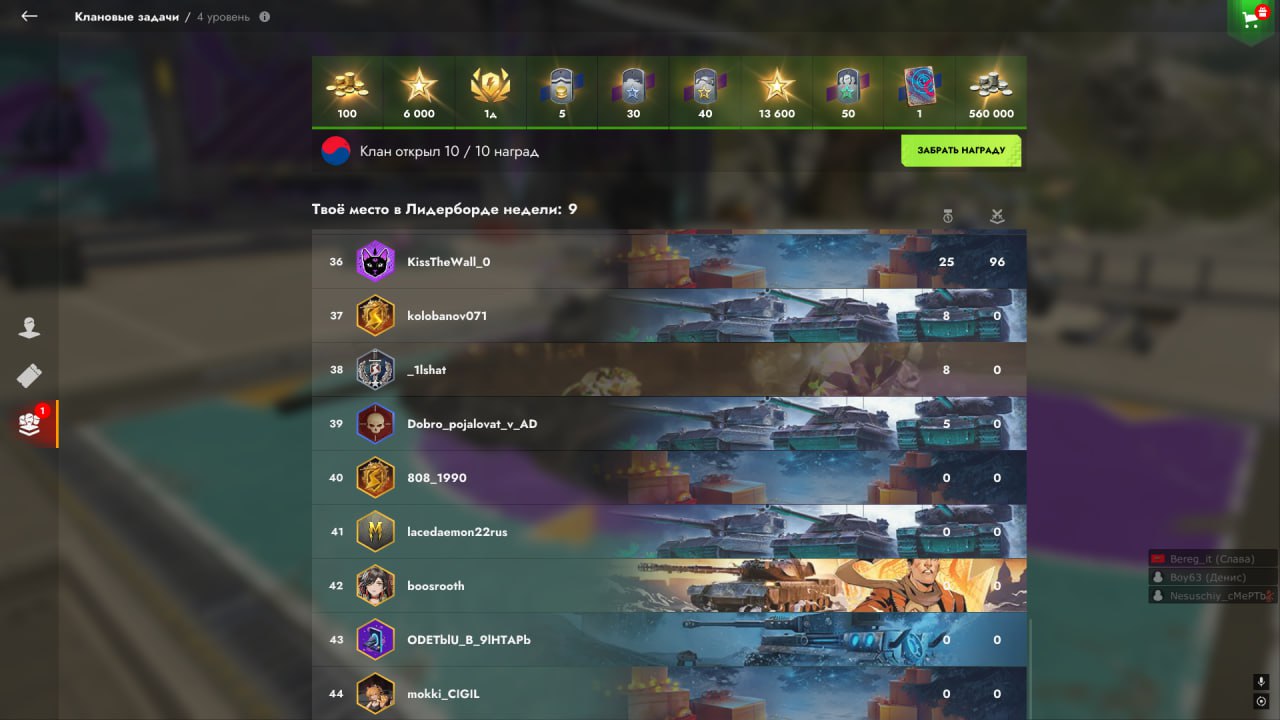 Клановые задачи / 4 уровень
100 6 000 1д 5 30 40 13 600 50 1 560 000
Клан открыл 10 / 10 наград
ЗАБРАТЬ НАГРАДУ
Твоё место в Лидерборде недели: 9
36 KissTheWall_0 25 96
37 kolobanov071 8 0
38 _1lshat 8 0
1
39 Dobro_pojalovat_v_AD 5 0
40 808_1990 0 0
41 lacedaemon22rus 0 0
Bereg_it (Слава)
Boy63 (Денис)
42 boosrooth 0
Nesuschiy_cMePTb
43 ODETblU_B_9!HTAPb 0 0
44 mokki_CIGIL 0 0